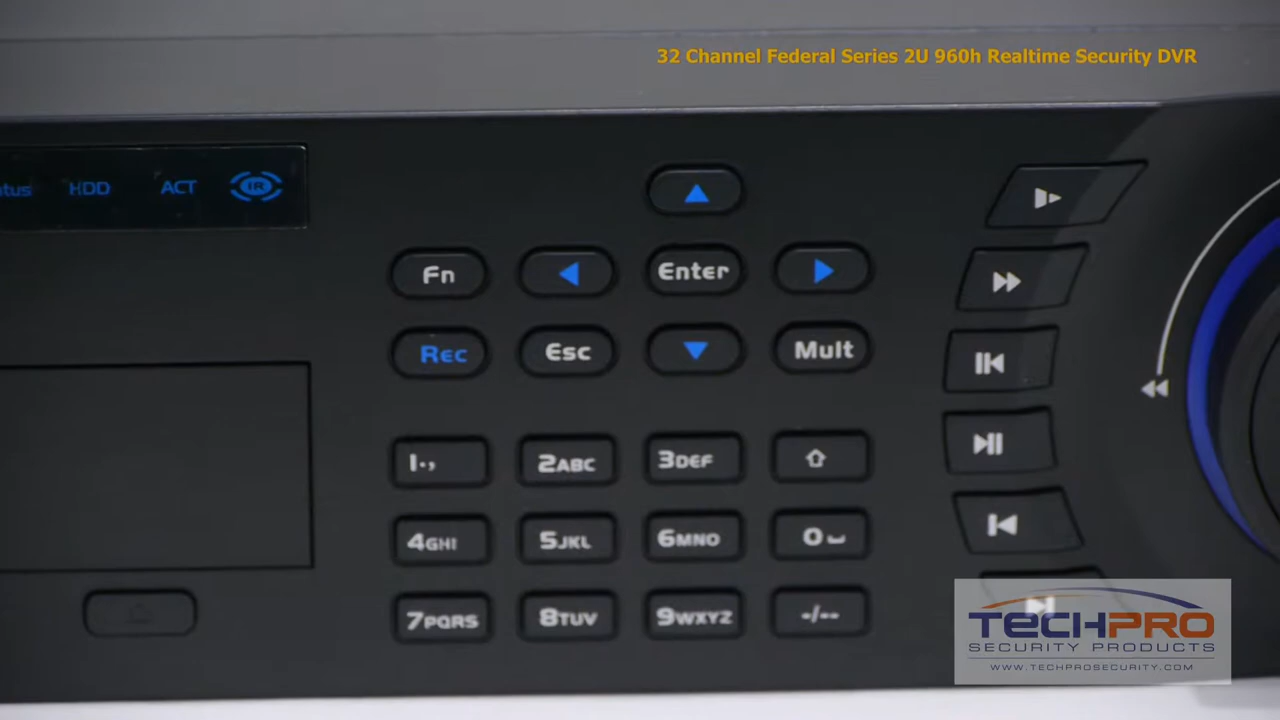 32 Channel Federal Series 2U 960h Realtime Security DVR
HDD ACT IR
Fn Enter
Rec Esc Mult
1., 2ABC 3DEF
4GHI 5JKL 6MNO 0
7PQRS 8TUV 9WXYZ -/--
TECHPRO
SECURITY PRODUCTS
WWW.TECHPROSECURITY.COM